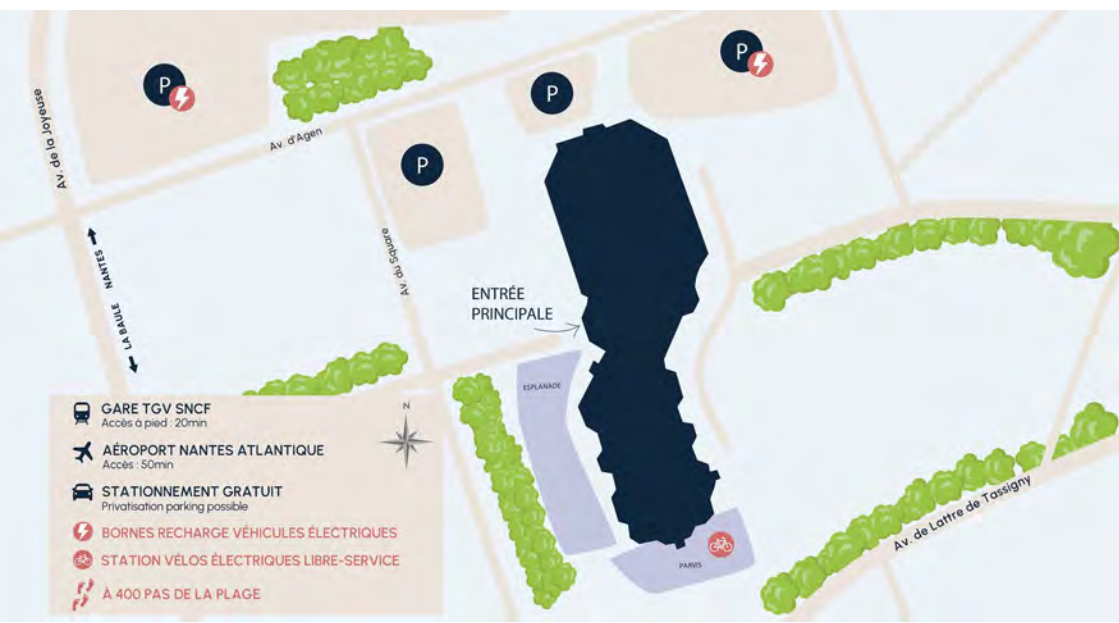 P
P
P
P
Av. de la Joyeuse
Av. d'Agen
Av. du Square
NANTES
LA BAULE
ENTRÉE
PRINCIPALE
ESPLANADE
PARVIS
Av. de Lattre de Tassigny
N
GARE TGV SNCF
Accès à pied : 20min
AÉROPORT NANTES ATLANTIQUE
Accès : 50min
STATIONNEMENT GRATUIT
Privatisation parking possible
BORNES RECHARGE VÉHICULES ÉLECTRIQUES
STATION VÉLOS ÉLECTRIQUES LIBRE-SERVICE
À 400 PAS DE LA PLAGE